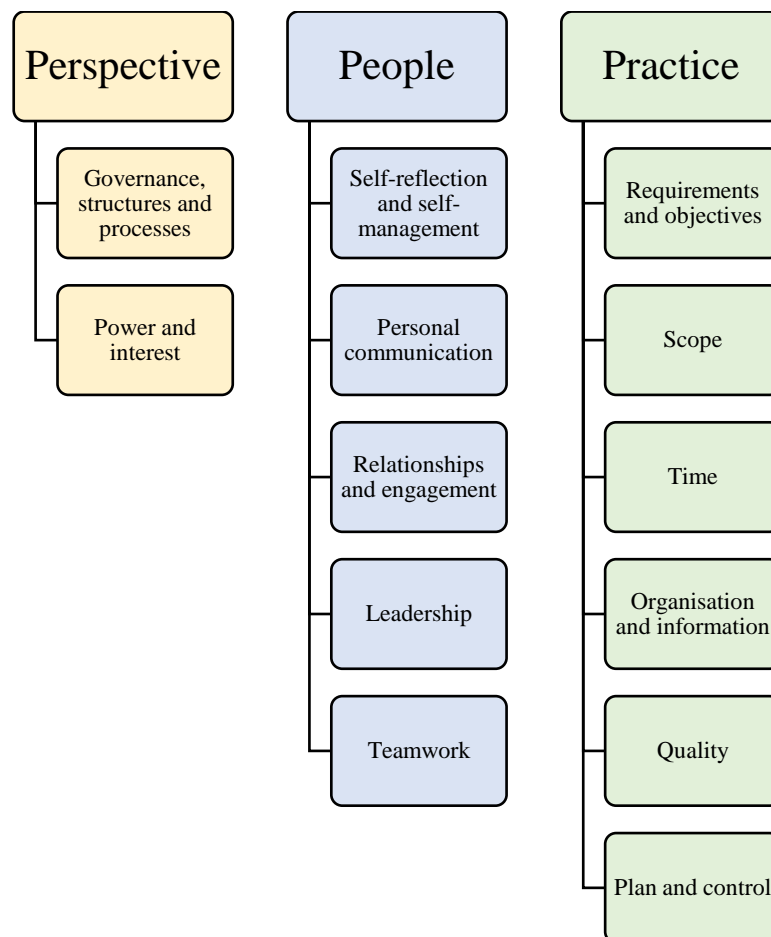 Perspective
Governance,
structures and
processes
Power and
interest
People
Self-reflection
and self-
management
Personal
communication
Relationships
and engagement
Leadership
Teamwork
Practice
Requirements
and objectives
Scope
Time
Organisation
and information
Quality
Plan and control